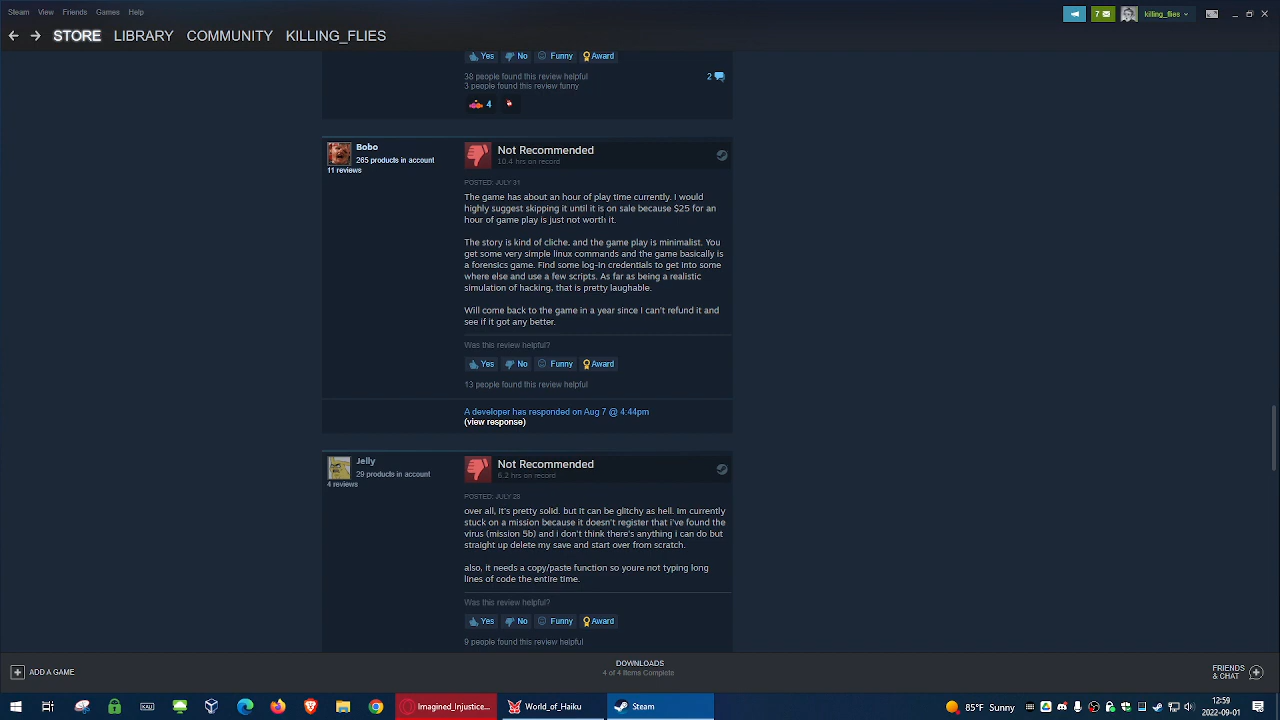 Steam View Friends Games Help
7 killing_flies
STORE LIBRARY COMMUNITY KILLING_FLIES
Yes No Funny Award
38 people found this review helpful
2
3 people found this review funny
4
Bobo
265 products in account
11 reviews
Not Recommended
10.4 hrs on record
POSTED: JULY 31
The game has about an hour of play time currently. I would
highly suggest skipping it until it is on sale because $25 for an
hour of game play is just not worth it.
The story is kind of cliche, and the game play is minimalist. You
get some very simple linux commands and the game basically is
a forensics game. Find some log-in credentials to get into some
where else and use a few scripts. As far as being a realistic
simulation of hacking, that is pretty laughable.
Will come back to the game in a year since I can't refund it and
see if it got any better.
Was this review helpful?
Yes No Funny Award
13 people found this review helpful
A developer has responded on Aug 7 @ 4:44pm
(view response)
Jelly
29 products in account
4 reviews
Not Recommended
6.2 hrs on record
POSTED: JULY 28
over all, it's pretty solid. but it can be glitchy as hell. Im currently
stuck on a mission because it doesn't register that i've found the
virus (mission 5b) and i don't think there's anything i can do but
straight up delete my save and start over from scratch.
also, it needs a copy/paste function so youre not typing long
lines of code the entire time.
Was this review helpful?
Yes No Funny Award
9 people found this review helpful
ADD A GAME
DOWNLOADS
4 of 4 Items Complete
FRIENDS
& CHAT
Imagined_Injustice... World_of_Haiku Steam
85°F Sunny
12:59
2022-09-01